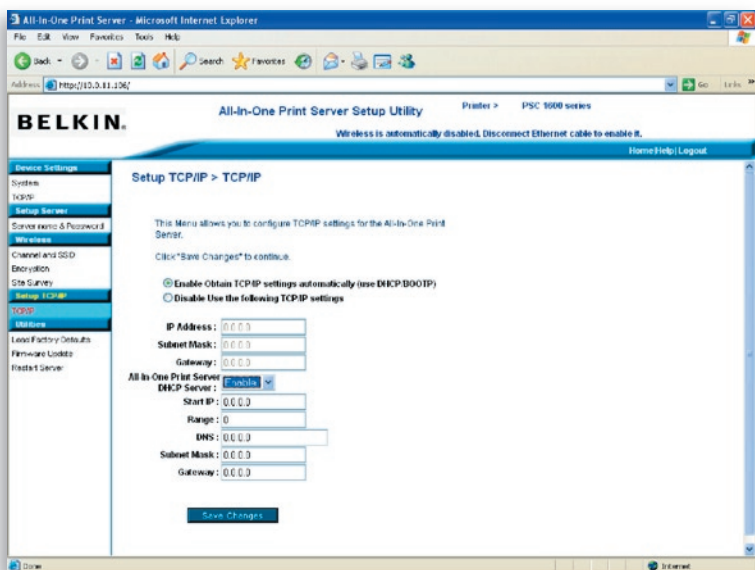 All-In-One Print Server - Microsoft Internet Explorer
File Edit View Favorites Tools Help
Back Search Favorites
Address http://10.0.11.106/ Go Links
BELKIN.
All-In-One Print Server Setup Utility Printer > PSC 1600 series
Wireless is automatically disabled. Disconnect Ethernet cable to enable it.
Home|Help|Logout
Device Settings
System
TCP/IP
Setup Server
Server name & Password
Wireless
Channel and SSID
Encryption
Site Survey
Setup TCP/IP
TCP/IP
Utilities
Load Factory Defaults
Firmware Update
Restart Server
Setup TCP/IP > TCP/IP
This Menu allows you to configure TCP/IP settings for the All-In-One Print
Server.
Click "Save Changes" to continue.
Enable Obtain TCP/IP settings automatically (use DHCP/BOOTP)
Disable Use the following TCP/IP settings
IP Address : 0.0.0.0
Subnet Mask : 0.0.0.0
Gateway : 0.0.0.0
All-In-One Print Server
DHCP Server : Enable
Start IP : 0.0.0.0
Range : 0
DNS : 0.0.0.0
Subnet Mask : 0.0.0.0
Gateway : 0.0.0.0
Save Changes
Done Internet